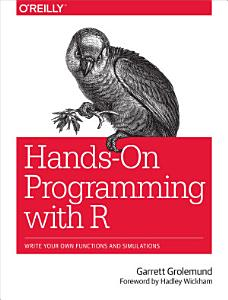 O'REILLY®
Hands-On
Programming
with R
WRITE YOUR OWN FUNCTIONS AND SIMULATIONS
Garrett Grolemund
Foreword by Hadley Wickham